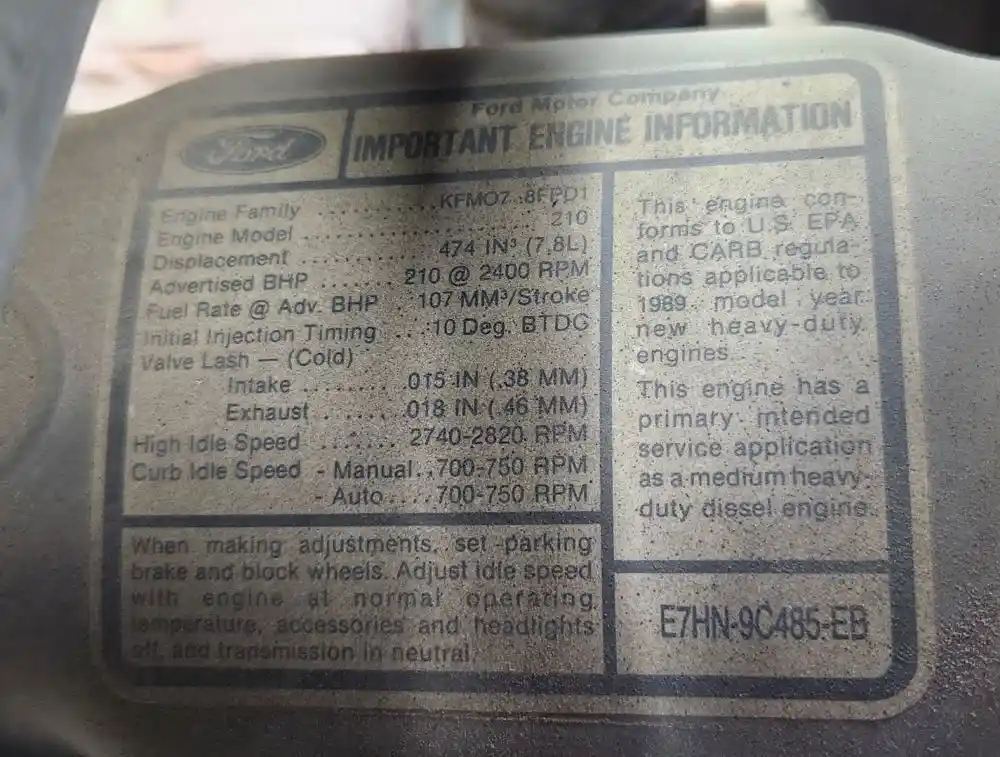 Ford Motor Company
Ford
IMPORTANT ENGINE INFORMATION
Engine Family .......... KFM07.8FPD1
Engine Model .......... 210
Displacement .......... 474 IN³ (7.8L)
Advertised BHP ....... 210 @ 2400 RPM
Fuel Rate @ Adv. BHP . 107 MM³/Stroke
Initial Injection Timing ... 10 Deg. BTDC
Valve Lash — (Cold)
Intake ......... .015 IN (.38 MM)
Exhaust ........ .018 IN (.46 MM)
High Idle Speed ....... 2740-2820 RPM
Curb Idle Speed - Manual .. 700-750 RPM
- Auto .... 700-750 RPM
When making adjustments, set parking
brake and block wheels. Adjust idle speed
with engine at normal operating
temperature, accessories and headlights
off, and transmission in neutral.
This engine con-
forms to U.S. EPA
and CARB regula-
tions applicable to
1989 model year
new heavy-duty
engines.
This engine has a
primary intended
service application
as a medium heavy-
duty diesel engine.
E7HN-9C485-EB